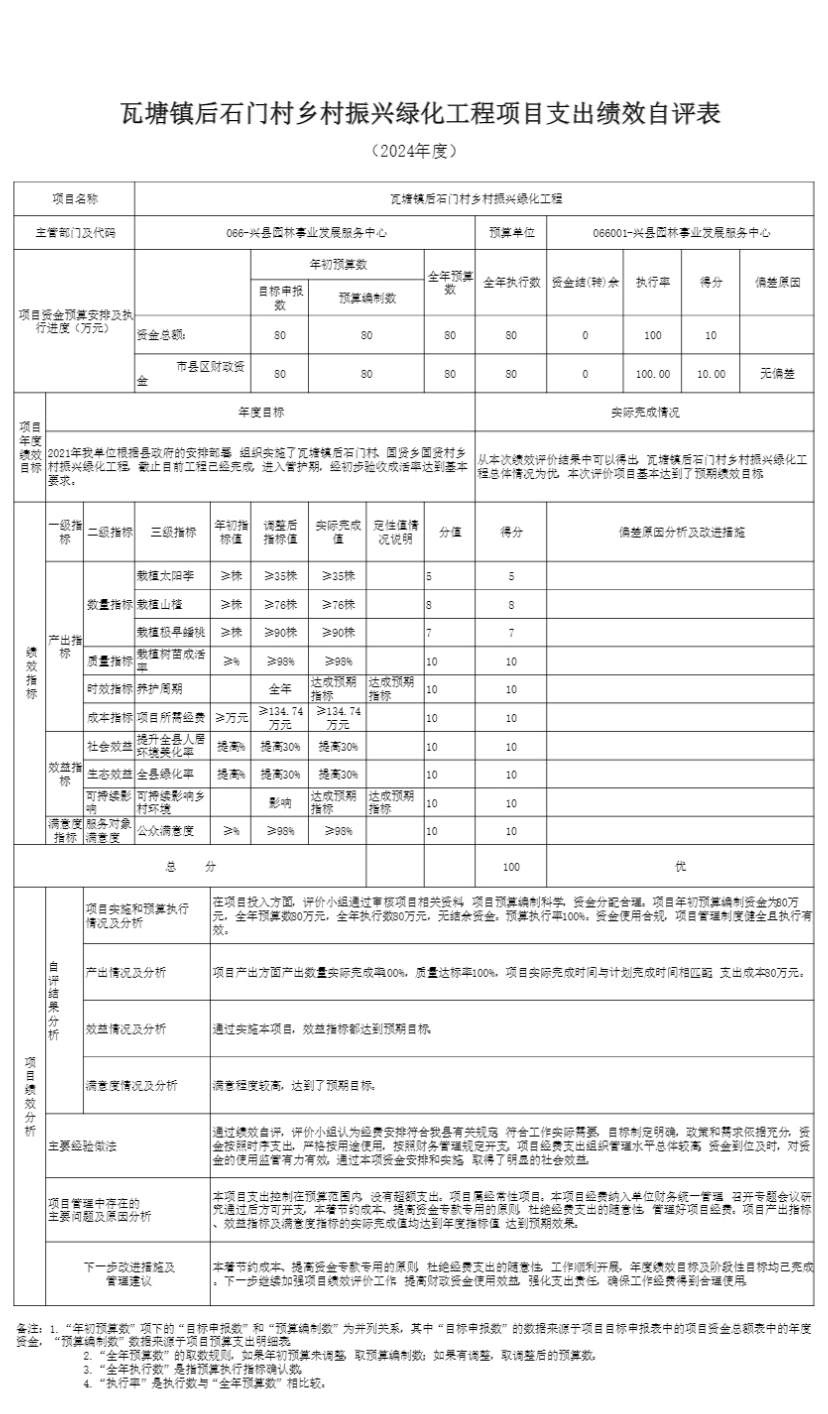 瓦塘镇后石门村乡村振兴绿化工程项目支出绩效自评表
（2024年度）
项目名称 瓦塘镇后石门村乡村振兴绿化工程
主管部门及代码 066-兴县园林事业发展服务中心 预算单位 066001-兴县园林事业发展服务中心
项目资金预算安排及执行进度（万元） 年初预算数 全年预算数 全年执行数 资金结(转)余 执行率 得分 偏差原因
目标申报数 预算编制数
资金总额： 80 80 80 80 0 100 10
市县区财政资金 80 80 80 80 0 100.00 10.00 无偏差
项目年度绩效目标 年度目标 实际完成情况
2021年我单位根据县政府的安排部署，组织实施了瓦塘镇后石门村、固贤乡固贤村乡
村振兴绿化工程，截止目前工程已经完成，进入管护期，经初步验收成活率达到基本
要求。
从本次绩效评价结果中可以得出，瓦塘镇后石门村乡村振兴绿化工
程总体情况为优，本次评价项目基本达到了预期绩效目标。
绩效指标 一级指标 二级指标 三级指标 年初指标值 调整后指标值 实际完成值 定性值情况说明 分值 得分 偏差原因分析及改进措施
产出指标 数量指标 栽植太阳李 ≥株 ≥35株 ≥35株 5 5
栽植山楂 ≥株 ≥76株 ≥76株 8 8
栽植极早蟠桃 ≥株 ≥90株 ≥90株 7 7
质量指标 栽植树苗成活率 ≥% ≥98% ≥98% 10 10
时效指标 养护周期 全年 达成预期指标 达成预期指标 10 10
成本指标 项目所需经费 ≥万元 ≥134.74万元 ≥134.74万元 10 10
效益指标 社会效益 提升全县人居环境美化率 提高% 提高30% 提高30% 10 10
生态效益 全县绿化率 提高% 提高30% 提高30% 10 10
可持续影响 可持续影响乡村环境 影响 达成预期指标 达成预期指标 10 10
满意度指标 服务对象满意度 公众满意度 ≥% ≥98% ≥98% 10 10
总 分 100 优
项目绩效分析 自评结果分析 项目实施和预算执行情况及分析
在项目投入方面，评价小组通过审核项目相关资料，项目预算编制科学，资金分配合理。项目年初预算编制资金为80万
元，全年预算数80万元，全年执行数80万元，无结余资金。预算执行率100%。资金使用合规，项目管理制度健全且执行有
效。
产出情况及分析 项目产出方面产出数量实际完成率100%，质量达标率100%，项目实际完成时间与计划完成时间相匹配，支出成本80万元。
效益情况及分析 通过实施本项目，效益指标都达到预期目标。
满意度情况及分析 满意程度较高，达到了预期目标。
主要经验做法
通过绩效自评，评价小组认为经费安排符合我县有关规定，符合工作实际需要，目标制定明确，政策和需求依据充分，资
金按照时序支出，严格按用途使用，按照财务管理规定开支，项目经费支出组织管理水平总体较高，资金到位及时，对资
金的使用监管有力有效。通过本项资金安排和实施，取得了明显的社会效益。
项目管理中存在的主要问题及原因分析
本项目支出控制在预算范围内，没有超额支出。项目属经常性项目。本项目经费纳入单位财务统一管理，召开专题会议研
究通过后方可开支，本着节约成本、提高资金专款专用的原则，杜绝经费支出的随意性，管理好项目经费。项目产出指标
、效益指标及满意度指标的实际完成值均达到年度指标值，达到预期效果。
下一步改进措施及管理建议
本着节约成本、提高资金专款专用的原则，杜绝经费支出的随意性，工作顺利开展，年度绩效目标及阶段性目标均已完成
。下一步继续加强项目绩效评价工作，提高财政资金使用效益，强化支出责任，确保工作经费得到合理使用。
备注：1.“年初预算数”项下的“目标申报数”和“预算编制数”为并列关系，其中“目标申报数”的数据来源于项目目标申报表中的项目资金总额表中的年度
资金，“预算编制数”数据来源于项目预算支出明细表。
2.“全年预算数”的取数规则，如果年初预算未调整，取预算编制数；如果有调整，取调整后的预算数。
3.“全年执行数”是指预算执行指标确认数。
4.“执行率”是执行数与“全年预算数”相比较。